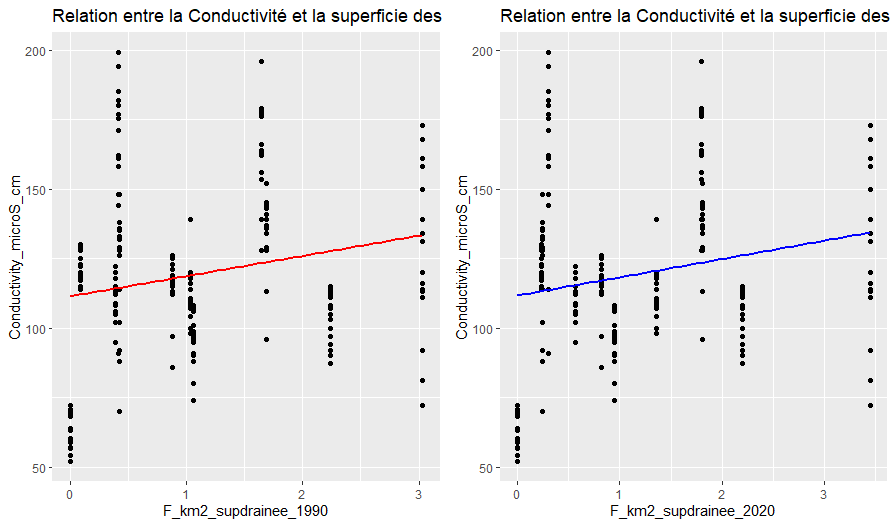 Relation entre la Conductivité et la superficie des
200
150
100
50
Conductivity_microS_cm
0
1
2
3
F_km2_supdrainee_1990
Relation entre la Conductivité et la superficie des
200
150
100
50
Conductivity_microS_cm
0
1
2
3
F_km2_supdrainee_2020